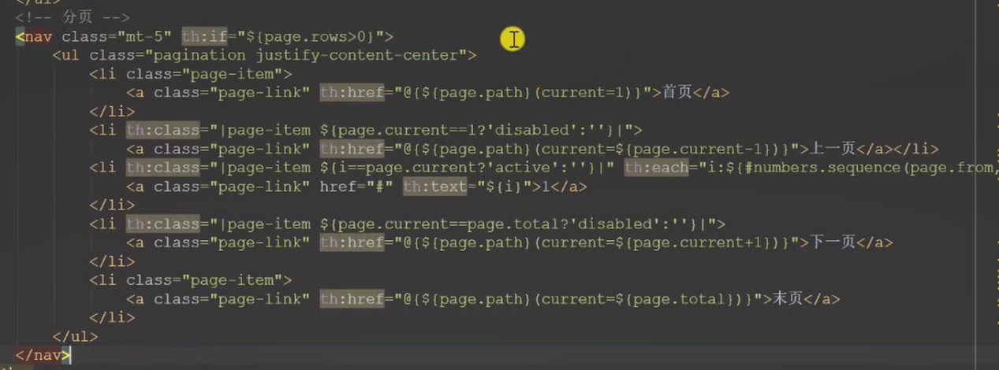 <!-- 分页 -->
<nav class="mt-5" th:if="${page.rows>0}">
<ul class="pagination justify-content-center">
<li class="page-item">
<a class="page-link" th:href="@{${page.path}(current=1)}">首页</a>
</li>
<li th:class="|page-item ${page.current==1?'disabled':''}|">
<a class="page-link" th:href="@{${page.path}(current=${page.current-1})}">上一页</a></li>
<li th:class="|page-item ${i==page.current?'active':''}|" th:each="i:${#numbers.sequence(page.from,
<a class="page-link" href="#" th:text="${i}">1</a>
</li>
<li th:class="|page-item ${page.current==page.total?'disabled':''}|">
<a class="page-link" th:href="@{${page.path}(current=${page.current+1})}">下一页</a>
</li>
<li class="page-item">
<a class="page-link" th:href="@{${page.path}(current=${page.total})}">末页</a>
</li>
</ul>
</nav>